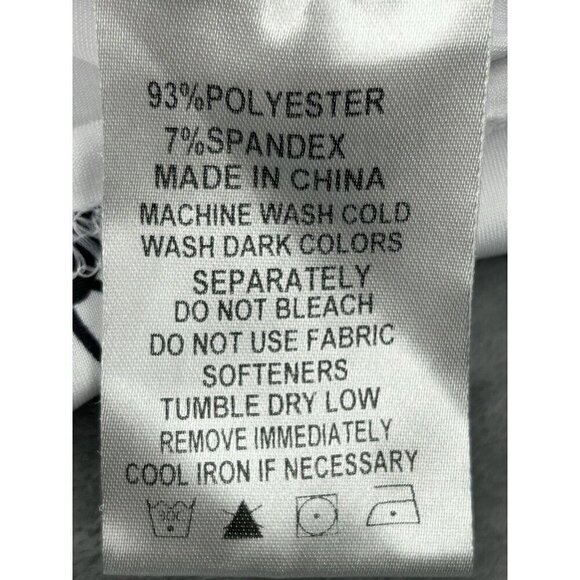 93%POLYESTER
7%SPANDEX
MADE IN CHINA
MACHINE WASH COLD
WASH DARK COLORS
SEPARATELY
DO NOT BLEACH
DO NOT USE FABRIC
SOFTENERS
TUMBLE DRY LOW
REMOVE IMMEDIATELY
COOL IRON IF NECESSARY